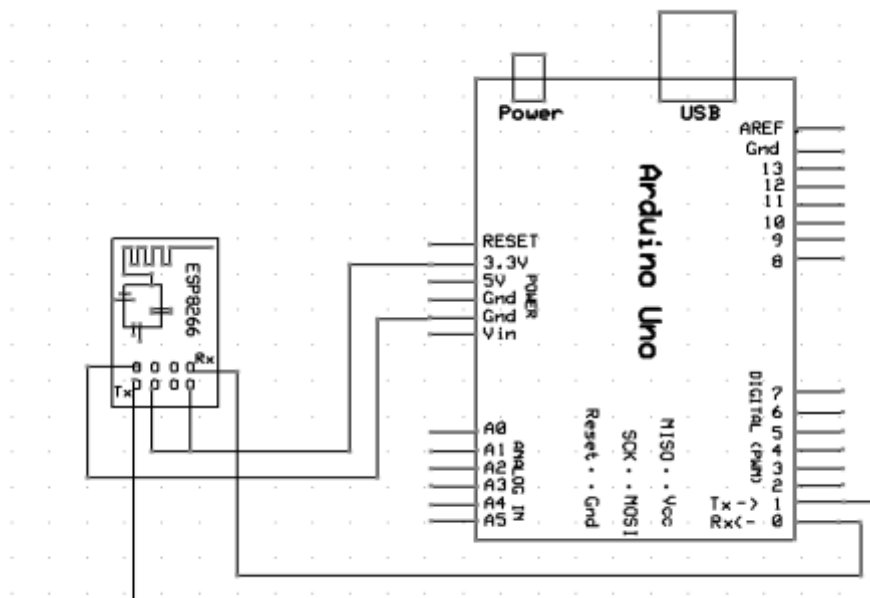 Power
USB
AREF
Gnd
13
12
11
10
9
8
Arduino Uno
RESET
3.3V
5V
Gnd
Gnd
Vin
POWER
ESP8266
Rx
Tx
7
6
5
4
3
2
Tx -> 1
Rx<- 0
DIGITAL (PWM)
A0
A1
A2
A3
A4
A5
ANALOG IN
Reset . . Gnd
SCK . . MOSI
MISO . . Vcc